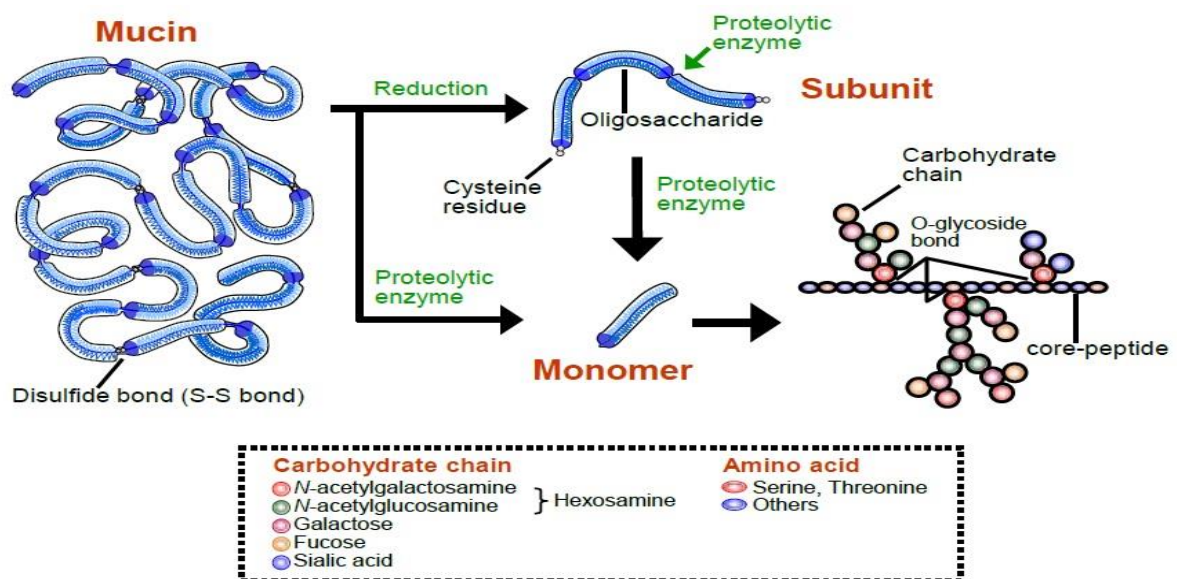 Mucin
Reduction
Proteolytic
enzyme
Subunit
Oligosaccharide
Cysteine
residue
Proteolytic
enzyme
Carbohydrate
chain
O-glycoside
bond
Proteolytic
enzyme
Monomer
core-peptide
Disulfide bond (S-S bond)
Carbohydrate chain
N-acetylgalactosamine
N-acetylglucosamine
Hexosamine
Galactose
Fucose
Sialic acid
Amino acid
Serine, Threonine
Others